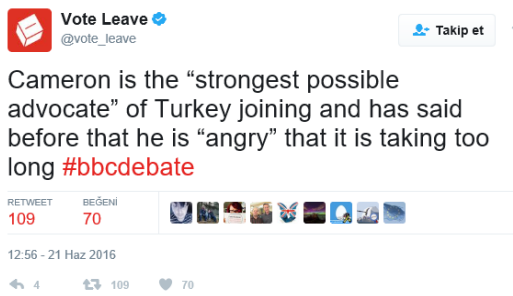 Vote Leave
@vote_leave
Takip et
Cameron is the “strongest possible
advocate” of Turkey joining and has said
before that he is “angry” that it is taking too
long #bbcdebate
RETWEET BEĞENİ
109 70
12:56 - 21 Haz 2016
4 109 70